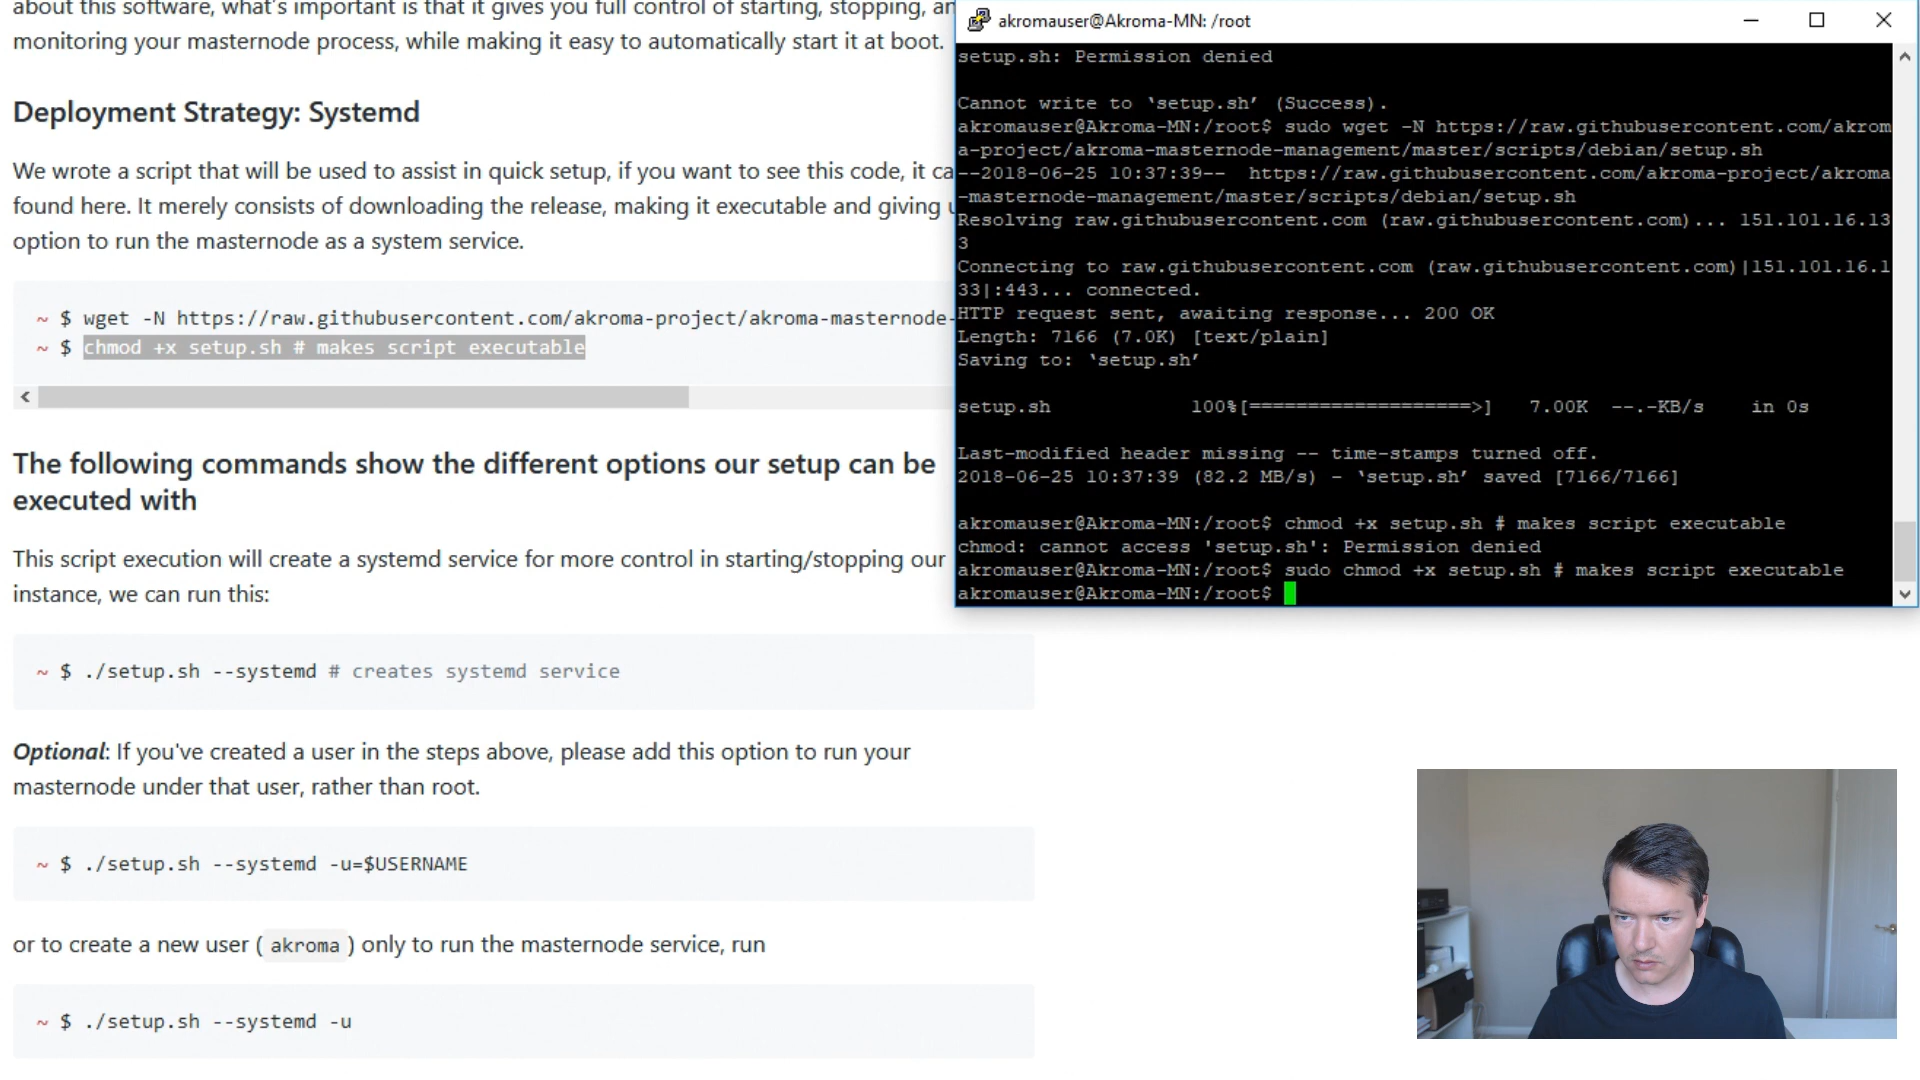 about this software, what's important is that it gives you full control of starting, stopping, an
monitoring your masternode process, while making it easy to automatically start it at boot.
Deployment Strategy: Systemd
We wrote a script that will be used to assist in quick setup, if you want to see this code, it ca
found here. It merely consists of downloading the release, making it executable and giving u
option to run the masternode as a system service.
~ $ wget -N https://raw.githubusercontent.com/akroma-project/akroma-masternode-
~ $ chmod +x setup.sh # makes script executable
The following commands show the different options our setup can be
executed with
This script execution will create a systemd service for more control in starting/stopping our
instance, we can run this:
~ $ ./setup.sh --systemd # creates systemd service
Optional: If you've created a user in the steps above, please add this option to run your
masternode under that user, rather than root.
~ $ ./setup.sh --systemd -u=$USERNAME
or to create a new user ( akroma ) only to run the masternode service, run
~ $ ./setup.sh --systemd -u
akromauser@Akroma-MN: /root
setup.sh: Permission denied
Cannot write to ‘setup.sh’ (Success).
akromauser@Akroma-MN:/root$ sudo wget -N https://raw.githubusercontent.com/akrom
a-project/akroma-masternode-management/master/scripts/debian/setup.sh
--2018-06-25 10:37:39--  https://raw.githubusercontent.com/akroma-project/akroma
-masternode-management/master/scripts/debian/setup.sh
Resolving raw.githubusercontent.com (raw.githubusercontent.com)... 151.101.16.13
3
Connecting to raw.githubusercontent.com (raw.githubusercontent.com)|151.101.16.1
33|:443... connected.
HTTP request sent, awaiting response... 200 OK
Length: 7166 (7.0K) [text/plain]
Saving to: ‘setup.sh’
setup.sh            100%[===================>]   7.00K  --.-KB/s    in 0s
Last-modified header missing -- time-stamps turned off.
2018-06-25 10:37:39 (82.2 MB/s) - ‘setup.sh’ saved [7166/7166]
akromauser@Akroma-MN:/root$ chmod +x setup.sh # makes script executable
chmod: cannot access 'setup.sh': Permission denied
akromauser@Akroma-MN:/root$ sudo chmod +x setup.sh # makes script executable
akromauser@Akroma-MN:/root$